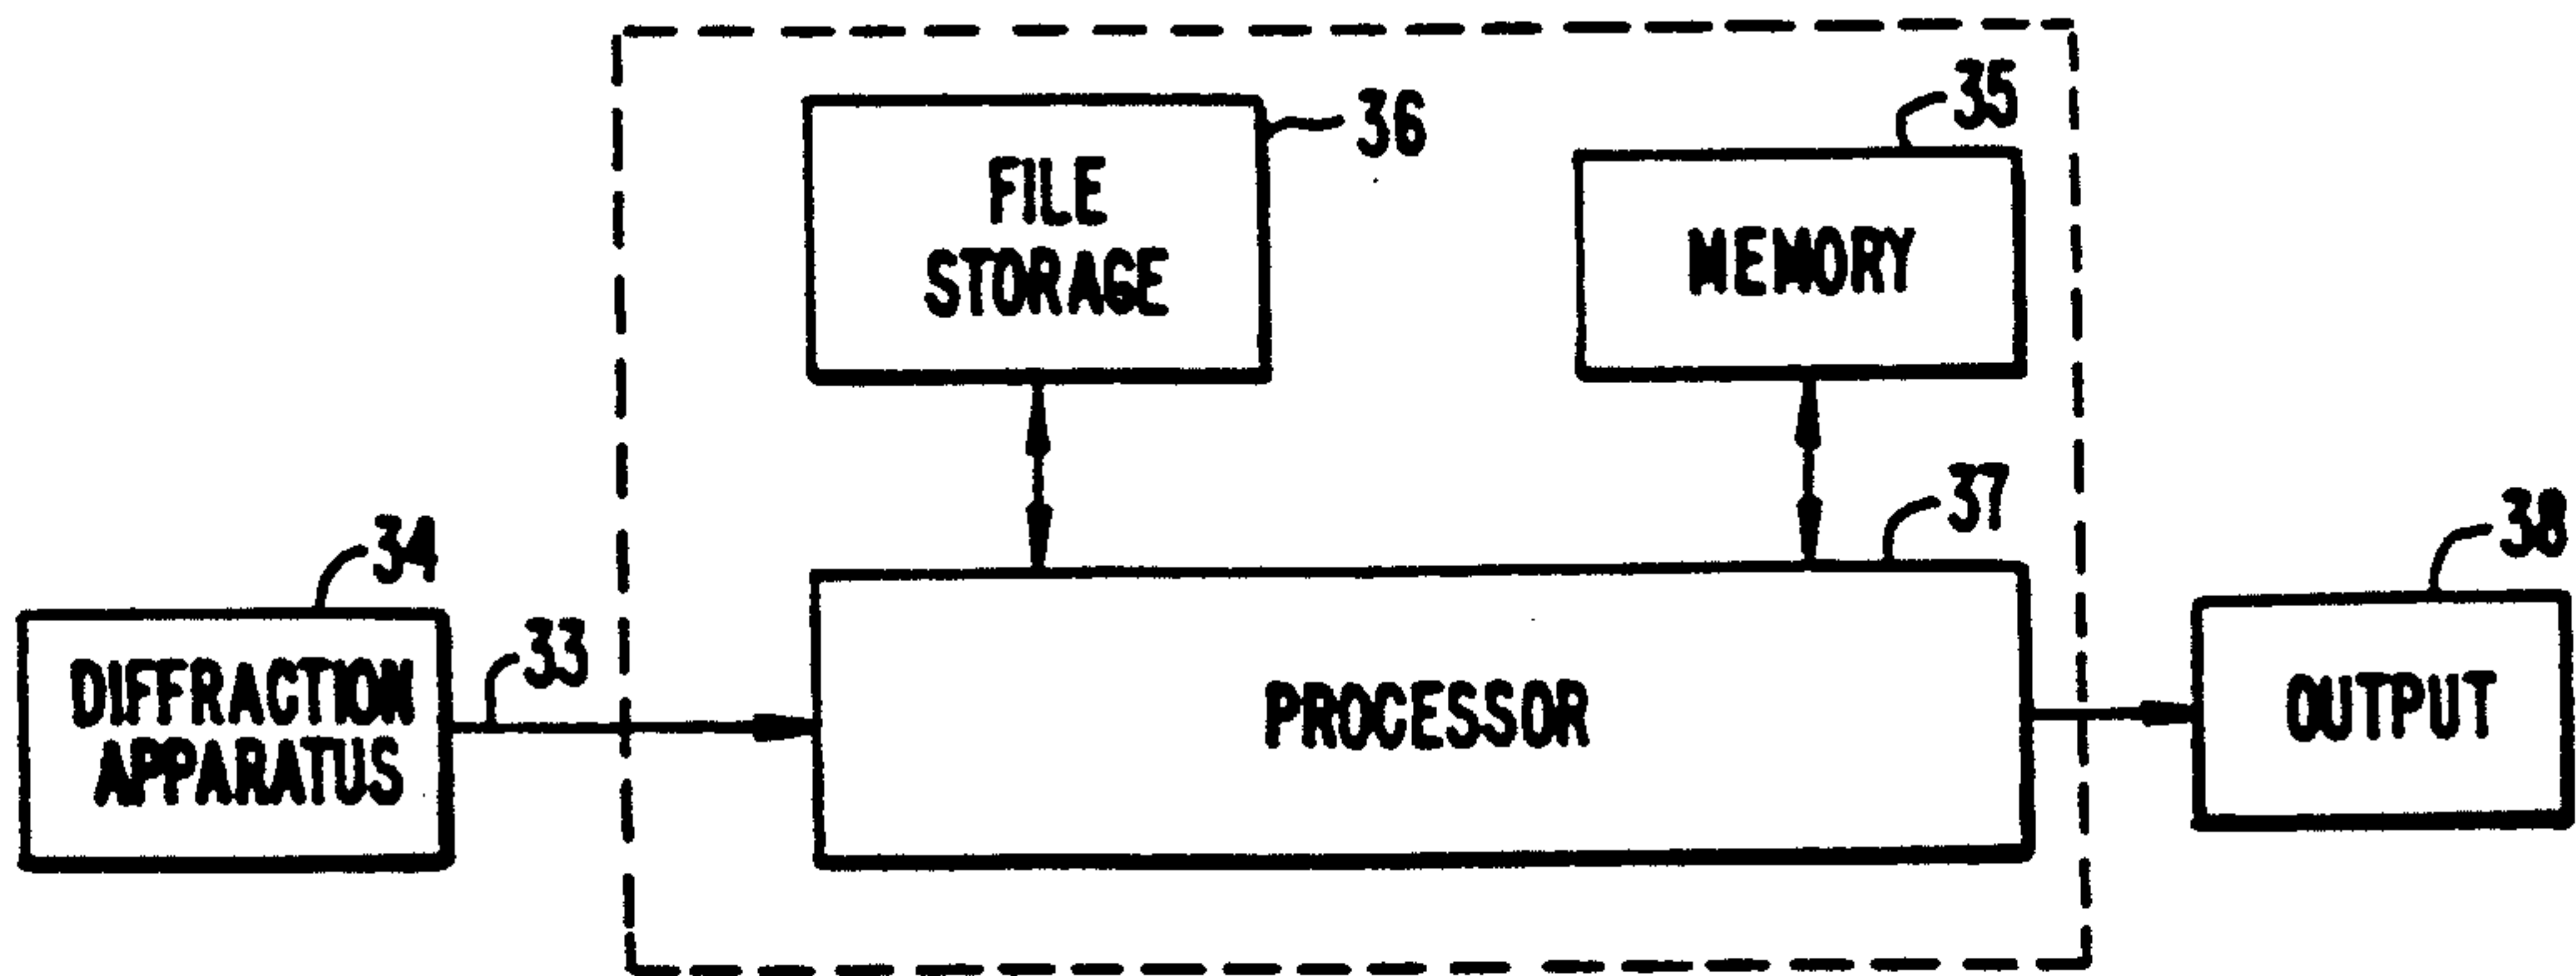 36
FILE
STORAGE
35
MEMORY
34
DIFFRACTION
APPARATUS
33
37
PROCESSOR
38
OUTPUT